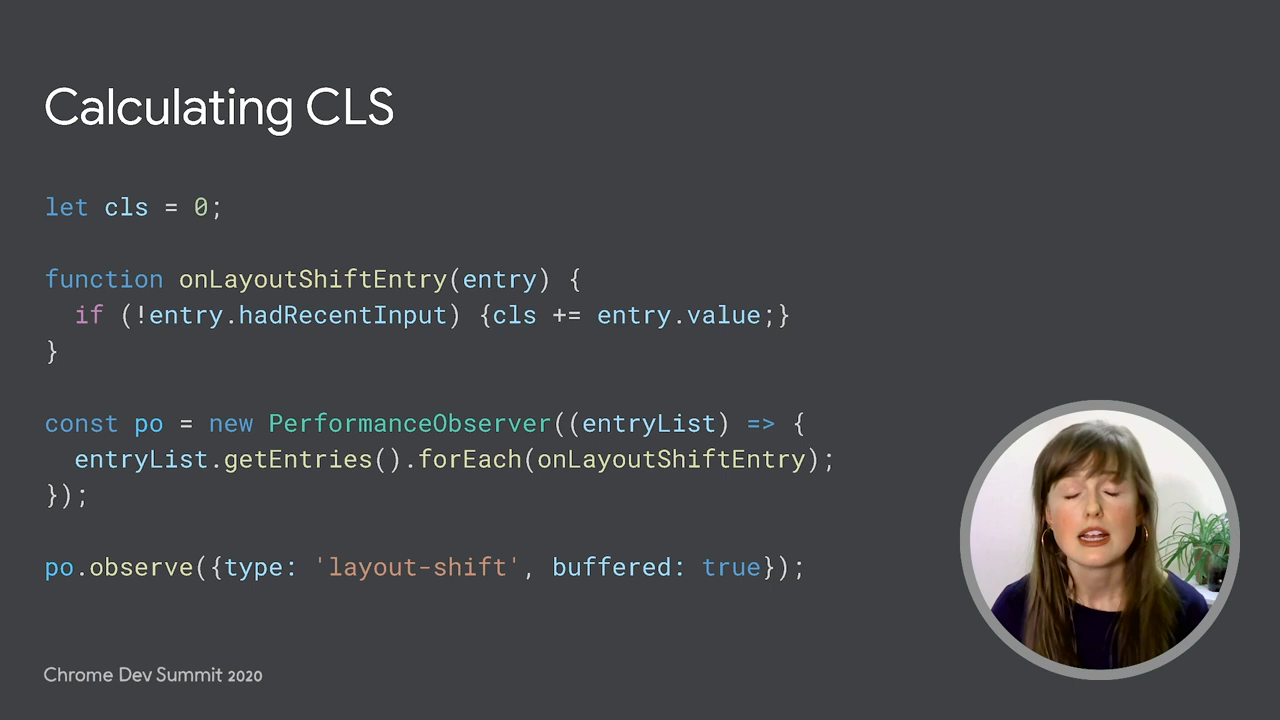 Calculating CLS
let cls = 0;
function onLayoutShiftEntry(entry) {
  if (!entry.hadRecentInput) {cls += entry.value;}
}
const po = new PerformanceObserver((entryList) => {
  entryList.getEntries().forEach(onLayoutShiftEntry);
});
po.observe({type: 'layout-shift', buffered: true});
Chrome Dev Summit 2020